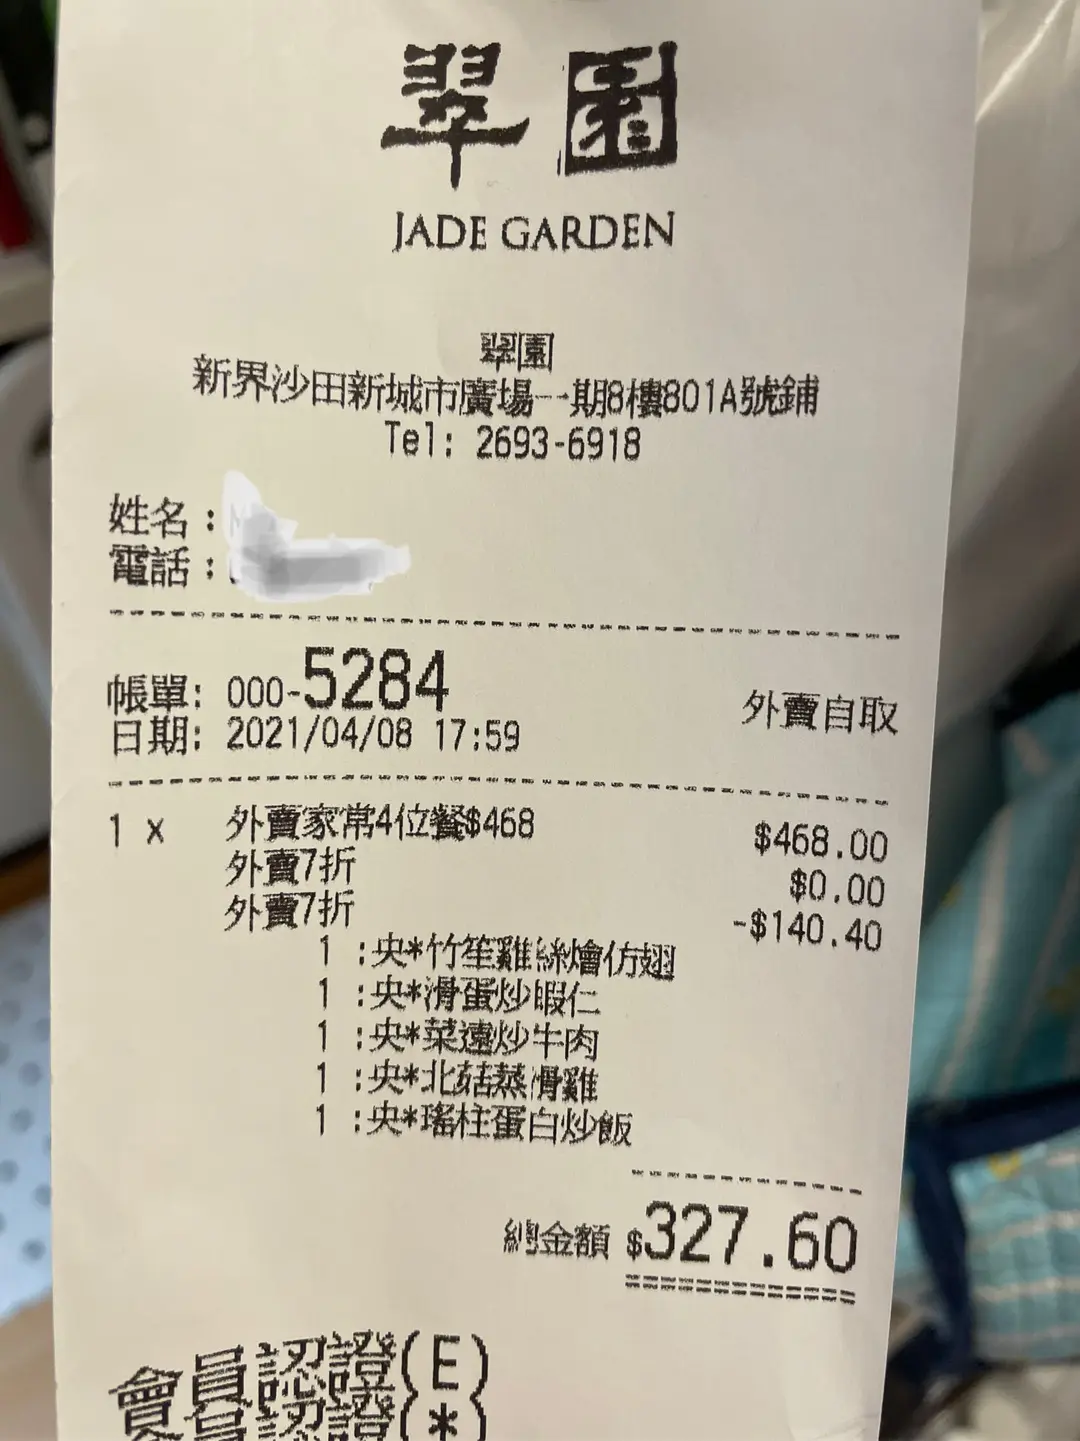 翠園
JADE GARDEN
翠園
新界沙田新城市廣場一期8樓801A號鋪
Tel: 2693-6918
姓名:
電話:
帳單: 000-5284
外賣自取
日期: 2021/04/08 17:59
1 x 外賣家常4位餐$468 $468.00
外賣7折 $0.00
外賣7折 -$140.40
1 :央*竹笙雞絲燴仿翅
1 :央*滑蛋炒蝦仁
1 :央*菜遠炒牛肉
1 :央*北菇蒸滑雞
1 :央*瑤柱蛋白炒飯
總金額 $327.60
會員認證(E)
會員認證(*)